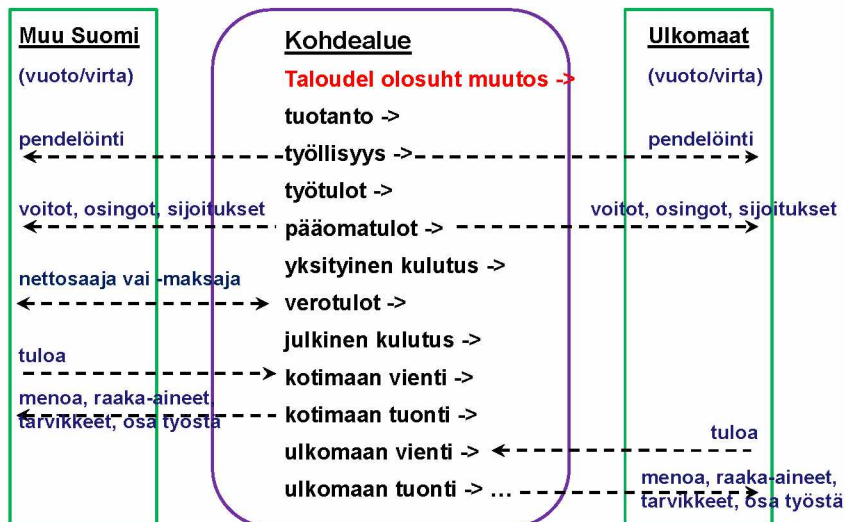 Muu Suomi
(vuoto/virta)
pendelöinti
voitot, osingot, sijoitukset
nettosaaja vai -maksaja
tuloa
menoa, raaka-aineet,
tarvikkeet, osa työstä
Kohdealue
Taloudel olosuht muutos ->
tuotanto ->
työllisyys ->
työtulot ->
pääomatulot ->
yksityinen kulutus ->
verotulot ->
julkinen kulutus ->
kotimaan vienti ->
kotimaan tuonti ->
ulkomaan vienti ->
ulkomaan tuonti -> ...
Ulkomaat
(vuoto/virta)
pendelöinti
voitot, osingot, sijoitukset
tuloa
menoa, raaka-aineet,
tarvikkeet, osa työstä